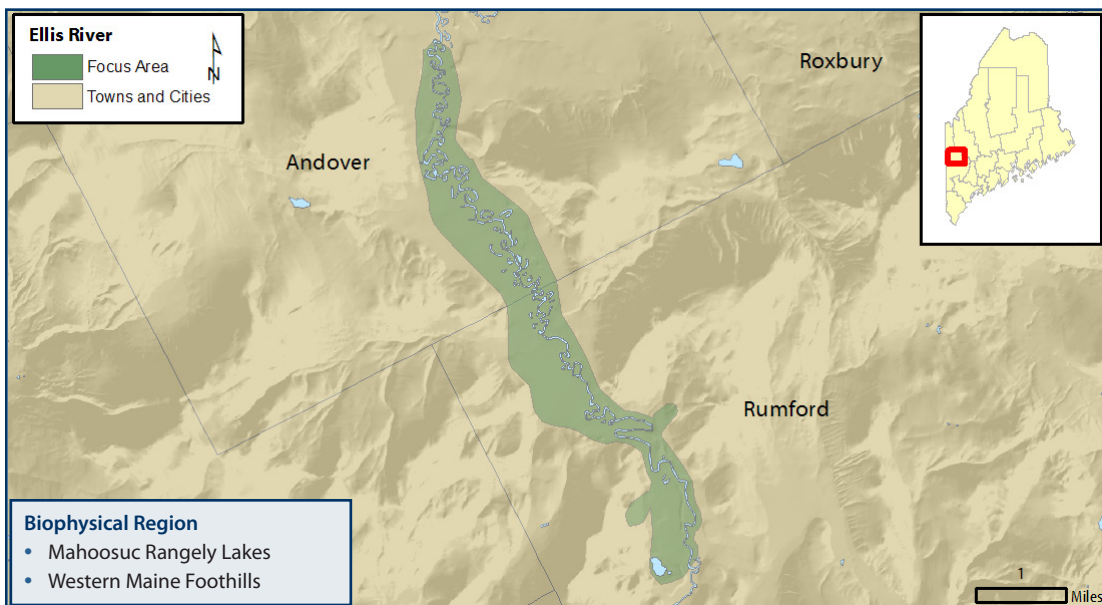 Ellis River
N
Focus Area
Towns and Cities
Roxbury
Andover
Rumford
Biophysical Region
• Mahoosuc Rangely Lakes
• Western Maine Foothills
1
Miles